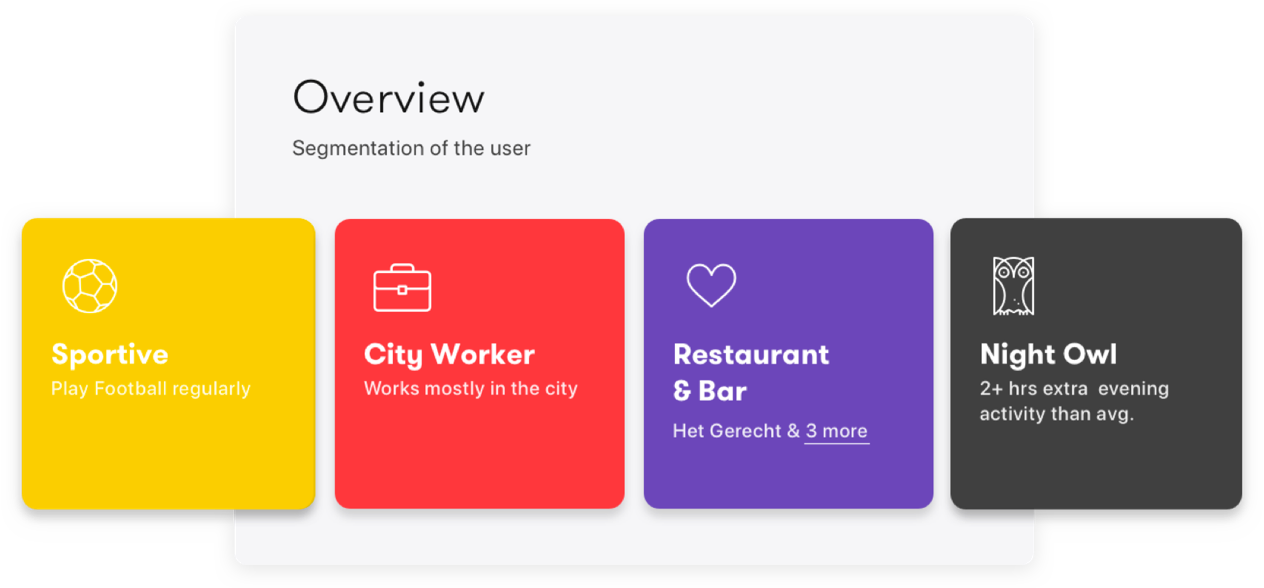 Overview
Segmentation of the user
Sportive
Play Football regularly
City Worker
Works mostly in the city
Restaurant
& Bar
Het Gerecht & 3 more
Night Owl
2+ hrs extra  evening
activity than avg.